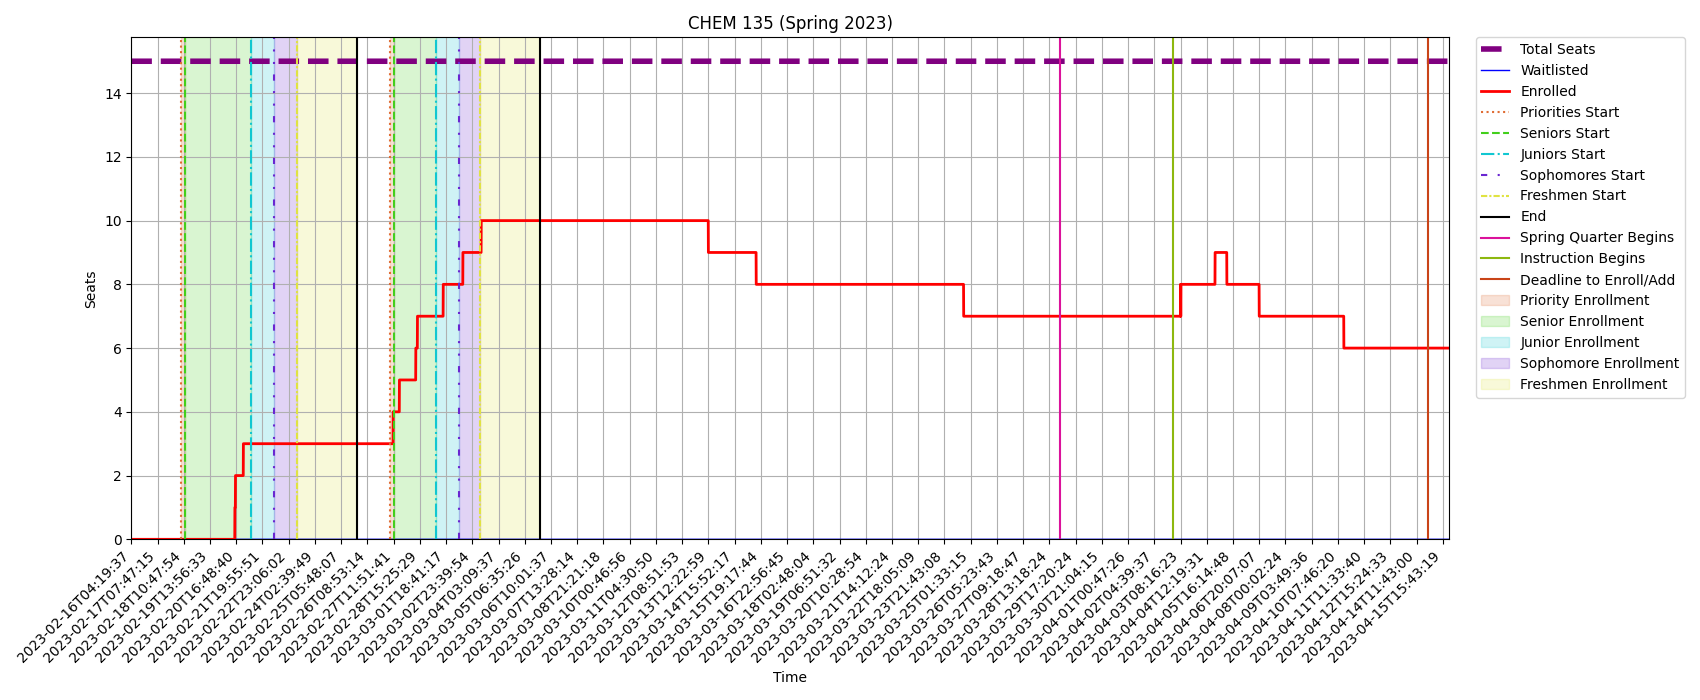 CHEM 135 (Spring 2023)
Seats
14
12
10
8
6
4
2
0
2023-02-16T04:19:37
2023-02-17T07:47:15
2023-02-18T10:47:54
2023-02-19T13:56:33
2023-02-20T16:48:40
2023-02-21T19:55:51
2023-02-22T23:06:02
2023-02-24T02:39:49
2023-02-25T05:48:07
2023-02-26T08:53:14
2023-02-27T11:51:41
2023-02-28T15:25:29
2023-03-01T18:41:17
2023-03-02T23:39:54
2023-03-04T03:09:37
2023-03-05T06:35:26
2023-03-06T10:01:37
2023-03-07T13:28:14
2023-03-08T21:21:18
2023-03-10T00:46:56
2023-03-11T04:30:50
2023-03-12T08:51:53
2023-03-13T12:22:59
2023-03-14T15:52:17
2023-03-15T19:17:44
2023-03-16T22:56:45
2023-03-18T02:48:04
2023-03-19T06:51:32
2023-03-20T10:28:54
2023-03-21T14:12:24
2023-03-22T18:05:09
2023-03-23T21:43:08
2023-03-25T01:33:15
2023-03-26T05:23:43
2023-03-27T09:18:47
2023-03-28T13:18:24
2023-03-29T17:20:24
2023-03-30T21:04:15
2023-04-01T00:47:26
2023-04-02T04:39:37
2023-04-03T08:16:23
2023-04-04T12:19:31
2023-04-05T16:14:48
2023-04-06T20:07:07
2023-04-08T00:02:24
2023-04-09T03:49:36
2023-04-10T07:46:20
2023-04-11T11:33:40
2023-04-12T15:24:33
2023-04-14T11:43:00
2023-04-15T15:43:19
Time
Total Seats
Waitlisted
Enrolled
Priorities Start
Seniors Start
Juniors Start
Sophomores Start
Freshmen Start
End
Spring Quarter Begins
Instruction Begins
Deadline to Enroll/Add
Priority Enrollment
Senior Enrollment
Junior Enrollment
Sophomore Enrollment
Freshmen Enrollment